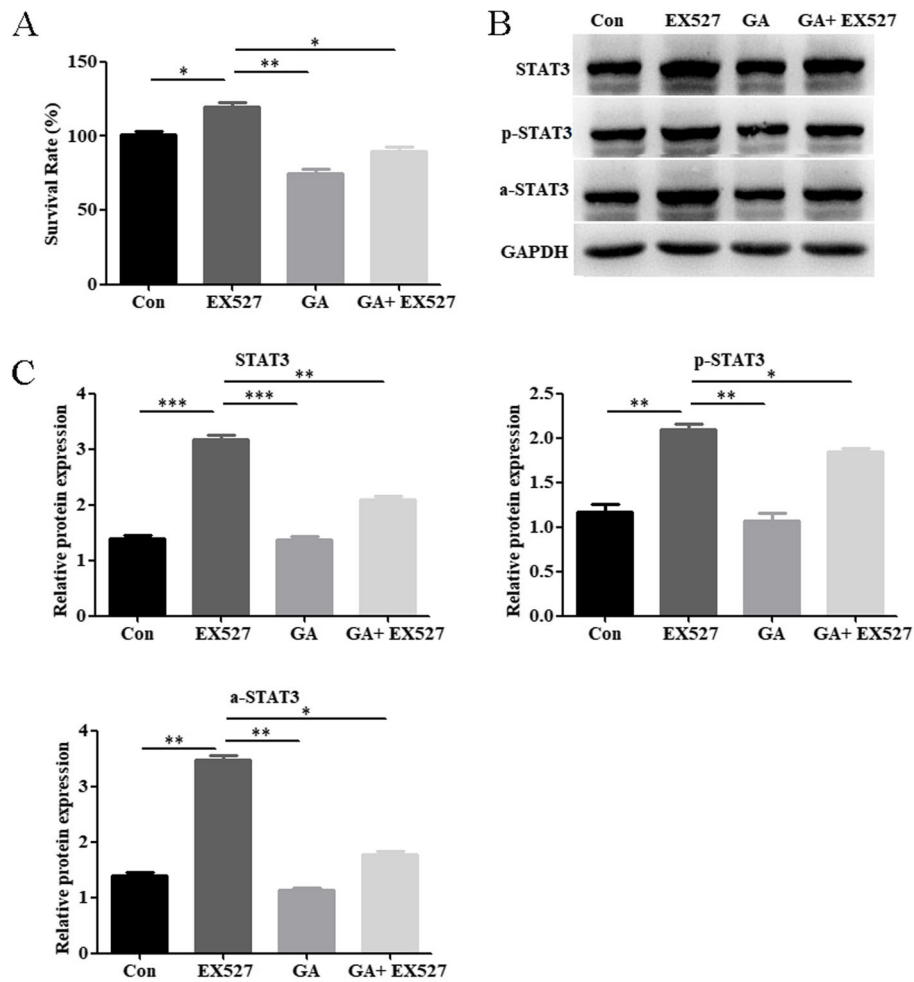 A
*
*
**
150
100
50
0
Survival Rate (%)
Con EX527 GA GA+ EX527
B
Con EX527 GA GA+ EX527
STAT3
p-STAT3
a-STAT3
GAPDH
C
STAT3
**
*** ***
4
3
2
1
0
Relative protein expression
Con EX527 GA GA+ EX527
p-STAT3
*
** **
2.5
2.0
1.2
1.0
0.5
0.0
Relative protein expression
Con EX527 GA GA+ EX527
a-STAT3
*
** **
4
3
2
1
0
Relative protein expression
Con EX527 GA GA+ EX527